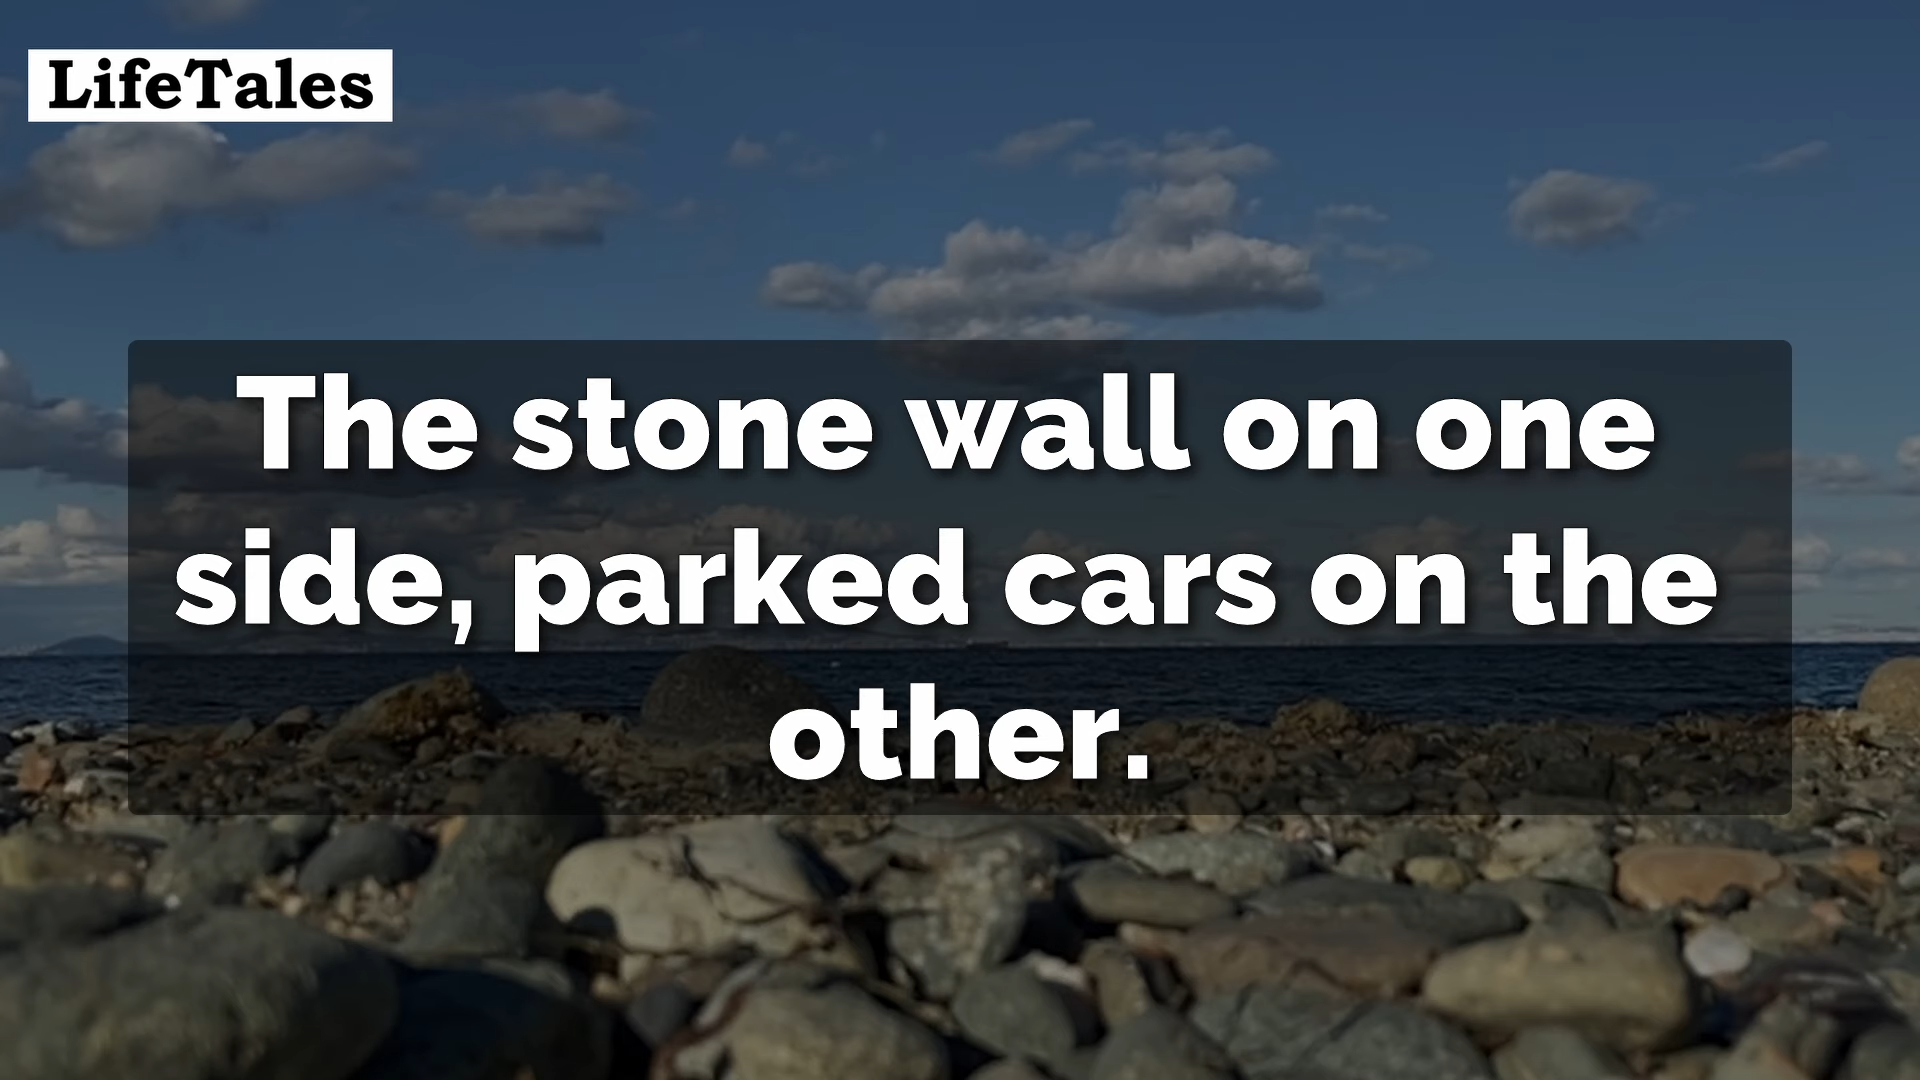 LifeTales
The stone wall on one
side, parked cars on the
other.